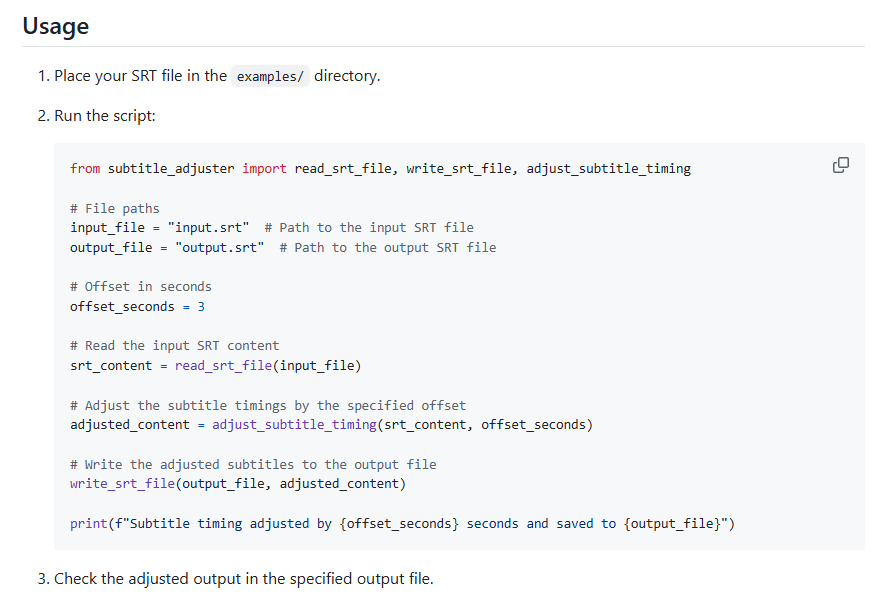 Usage
1. Place your SRT file in the examples/ directory.
2. Run the script:
from subtitle_adjuster import read_srt_file, write_srt_file, adjust_subtitle_timing
# File paths
input_file = "input.srt"  # Path to the input SRT file
output_file = "output.srt"  # Path to the output SRT file
# Offset in seconds
offset_seconds = 3
# Read the input SRT content
srt_content = read_srt_file(input_file)
# Adjust the subtitle timings by the specified offset
adjusted_content = adjust_subtitle_timing(srt_content, offset_seconds)
# Write the adjusted subtitles to the output file
write_srt_file(output_file, adjusted_content)
print(f"Subtitle timing adjusted by {offset_seconds} seconds and saved to {output_file}")
3. Check the adjusted output in the specified output file.